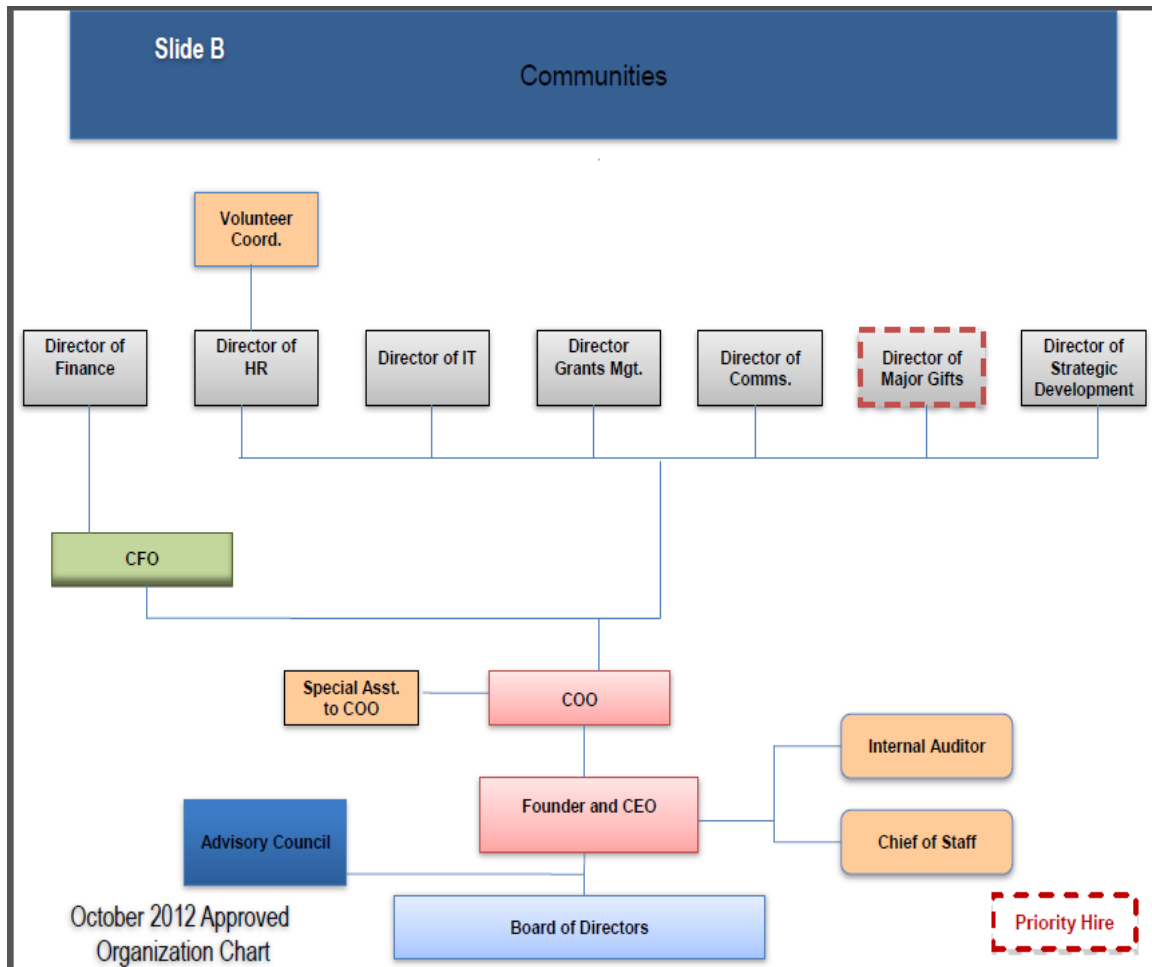 Slide B
Communities
Volunteer
Coord.
Director of
Finance
Director of
HR
Director of IT
Director
Grants Mgt.
Director of
Comms.
Director of
Major Gifts
Director of
Strategic
Development
CFO
Special Asst.
to COO
COO
Internal Auditor
Founder and CEO
Advisory Council
Chief of Staff
October 2012 Approved
Organization Chart
Board of Directors
Priority Hire